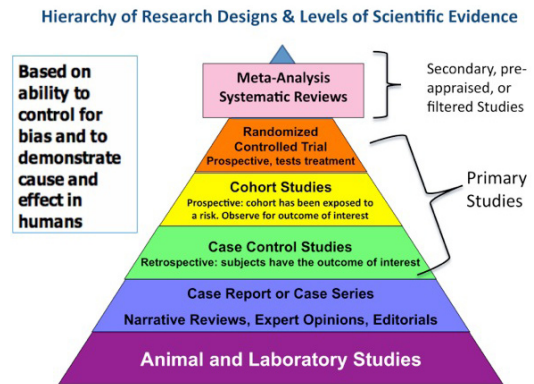 Hierarchy of Research Designs & Levels of Scientific Evidence
Based on
ability to
control for
bias and to
demonstrate
cause and
effect in
humans
Meta-Analysis
Systematic Reviews
Secondary, pre-
appraised, or
filtered Studies
Randomized
Controlled Trial
Prospective, tests treatment
Cohort Studies
Prospective: cohort has been exposed to
a risk. Observe for outcome of interest
Primary
Studies
Case Control Studies
Retrospective: subjects have the outcome of interest
Case Report or Case Series
Narrative Reviews, Expert Opinions, Editorials
Animal and Laboratory Studies